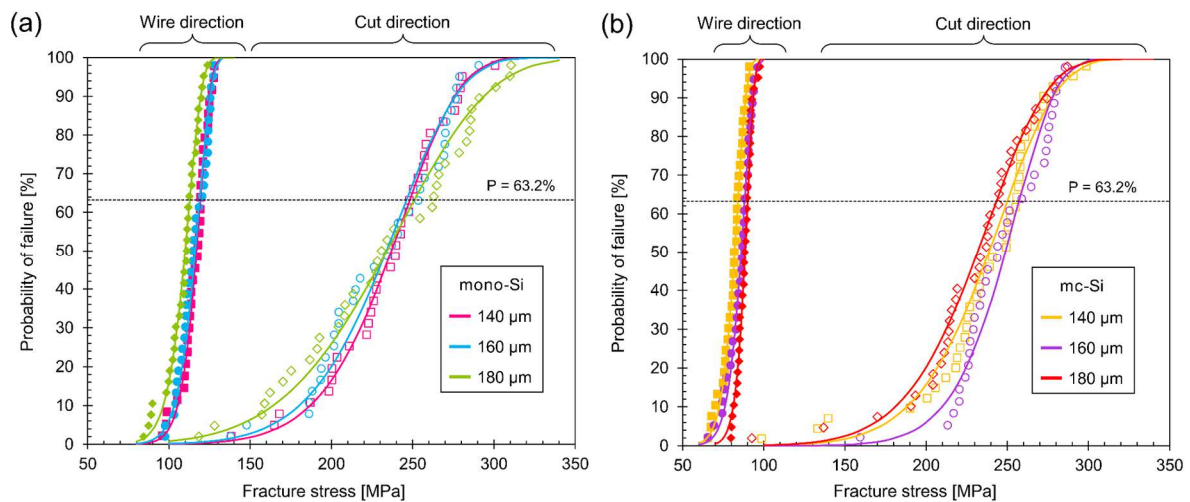 (a)
Wire direction
Cut direction
Probability of failure [%]
100
90
80
70
60
50
40
30
20
10
0
P = 63.2%
mono-Si
140 µm
160 µm
180 µm
50
100
150
200
250
300
350
Fracture stress [MPa]
(b)
Wire direction
Cut direction
Probability of failure [%]
100
90
80
70
60
50
40
30
20
10
0
P = 63.2%
mc-Si
140 µm
160 µm
180 µm
50
100
150
200
250
300
350
Fracture stress [MPa]